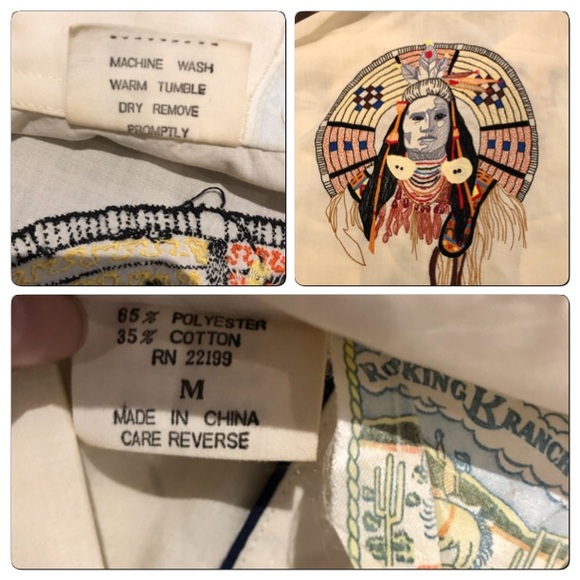 MACHINE WASH
WARM TUMBLE
DRY REMOVE
PROMPTLY
65% POLYESTER
35% COTTON
RN 22199
M
MADE IN CHINA
CARE REVERSE
ROCKING K RANCH